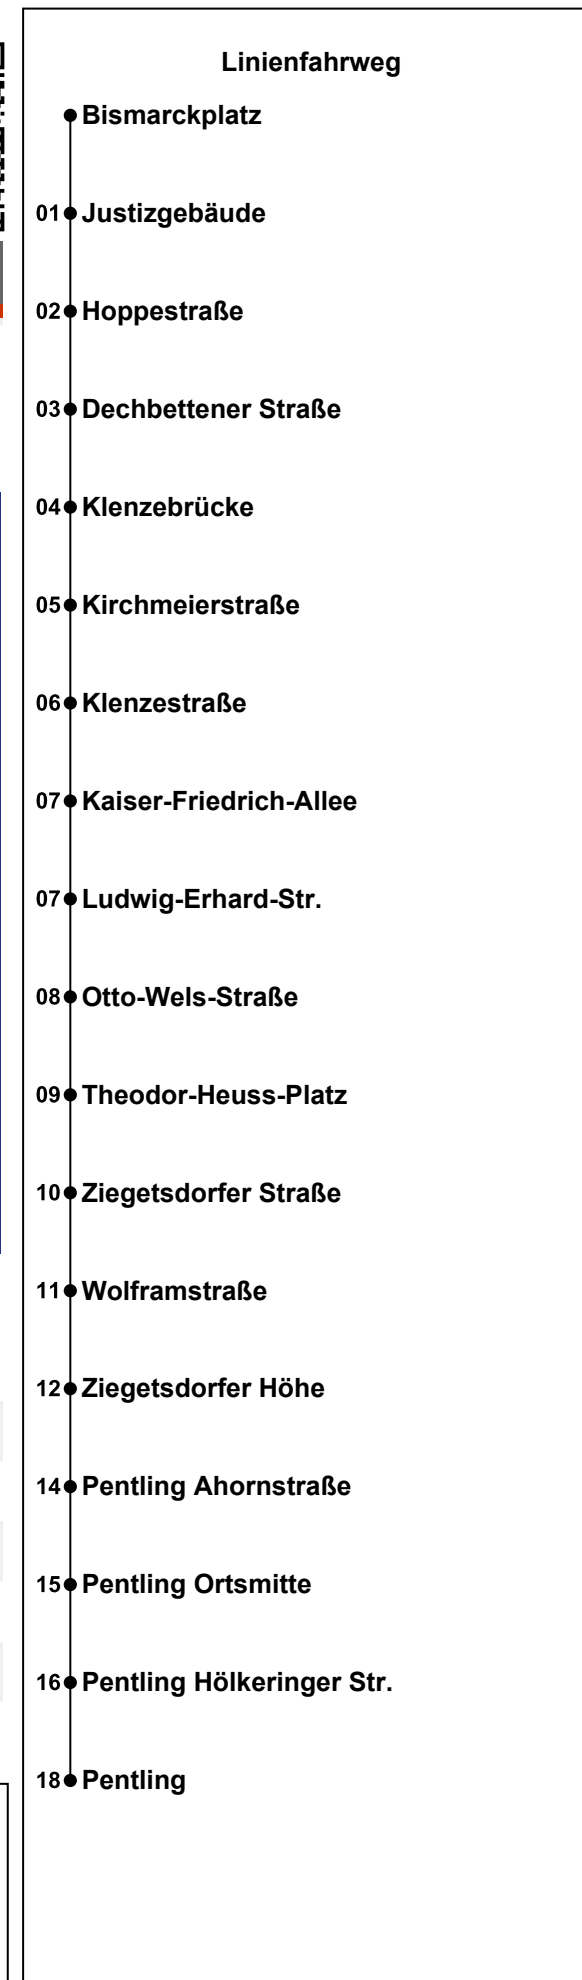 Linienfahrweg
Bismarckplatz
01 Justizgebäude
02 Hoppestraße
03 Dechbettener Straße
04 Klenzebrücke
05 Kirchmeierstraße
06 Klenzestraße
07 Kaiser-Friedrich-Allee
07 Ludwig-Erhard-Str.
08 Otto-Wels-Straße
09 Theodor-Heuss-Platz
10 Ziegetsdorfer Straße
11 Wolframstraße
12 Ziegetsdorfer Höhe
14 Pentling Ahornstraße
15 Pentling Ortsmitte
16 Pentling Hölkeringer Str.
18 Pentling